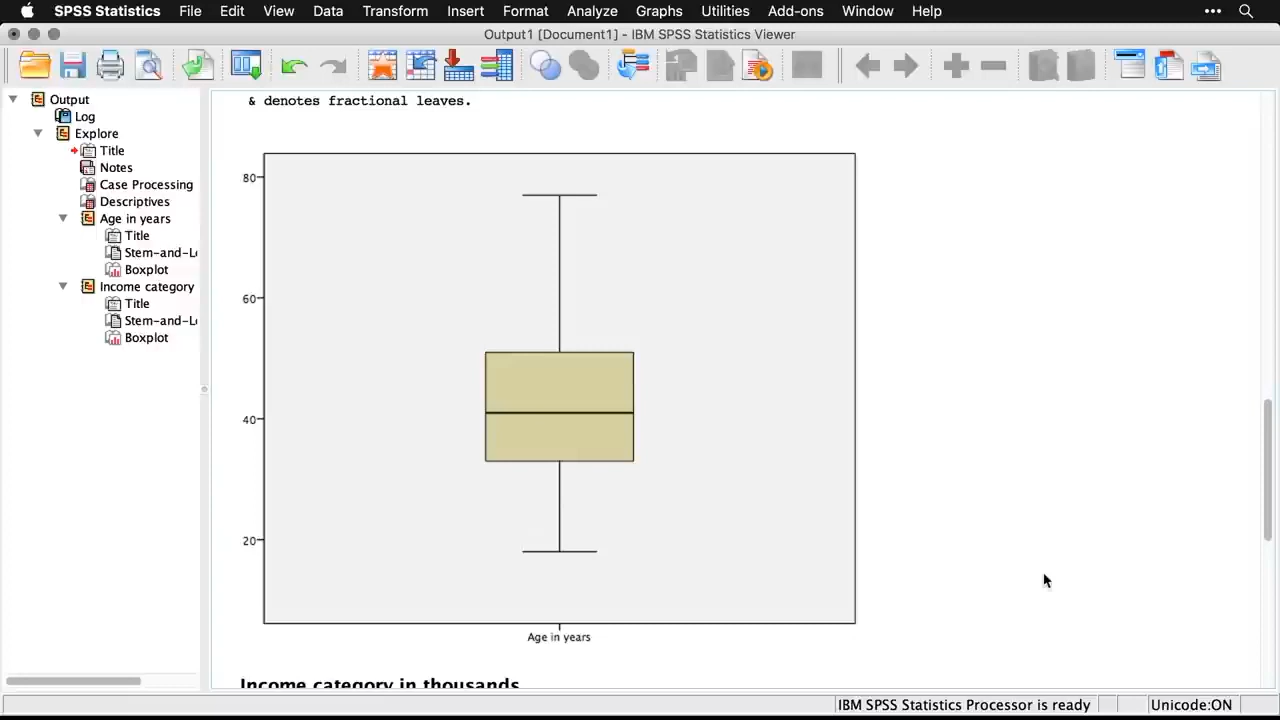 SPSS Statistics File Edit View Data Transform Insert Format Analyze Graphs Utilities Add-ons Window Help
Output1 [Document1] - IBM SPSS Statistics Viewer
Output
Log
Explore
Title
Notes
Case Processing
Descriptives
Age in years
Title
Stem-and-Le
Boxplot
Income category
Title
Stem-and-Le
Boxplot
& denotes fractional leaves.
80
60
40
20
Age in years
Income category in thousands
IBM SPSS Statistics Processor is ready Unicode:ON